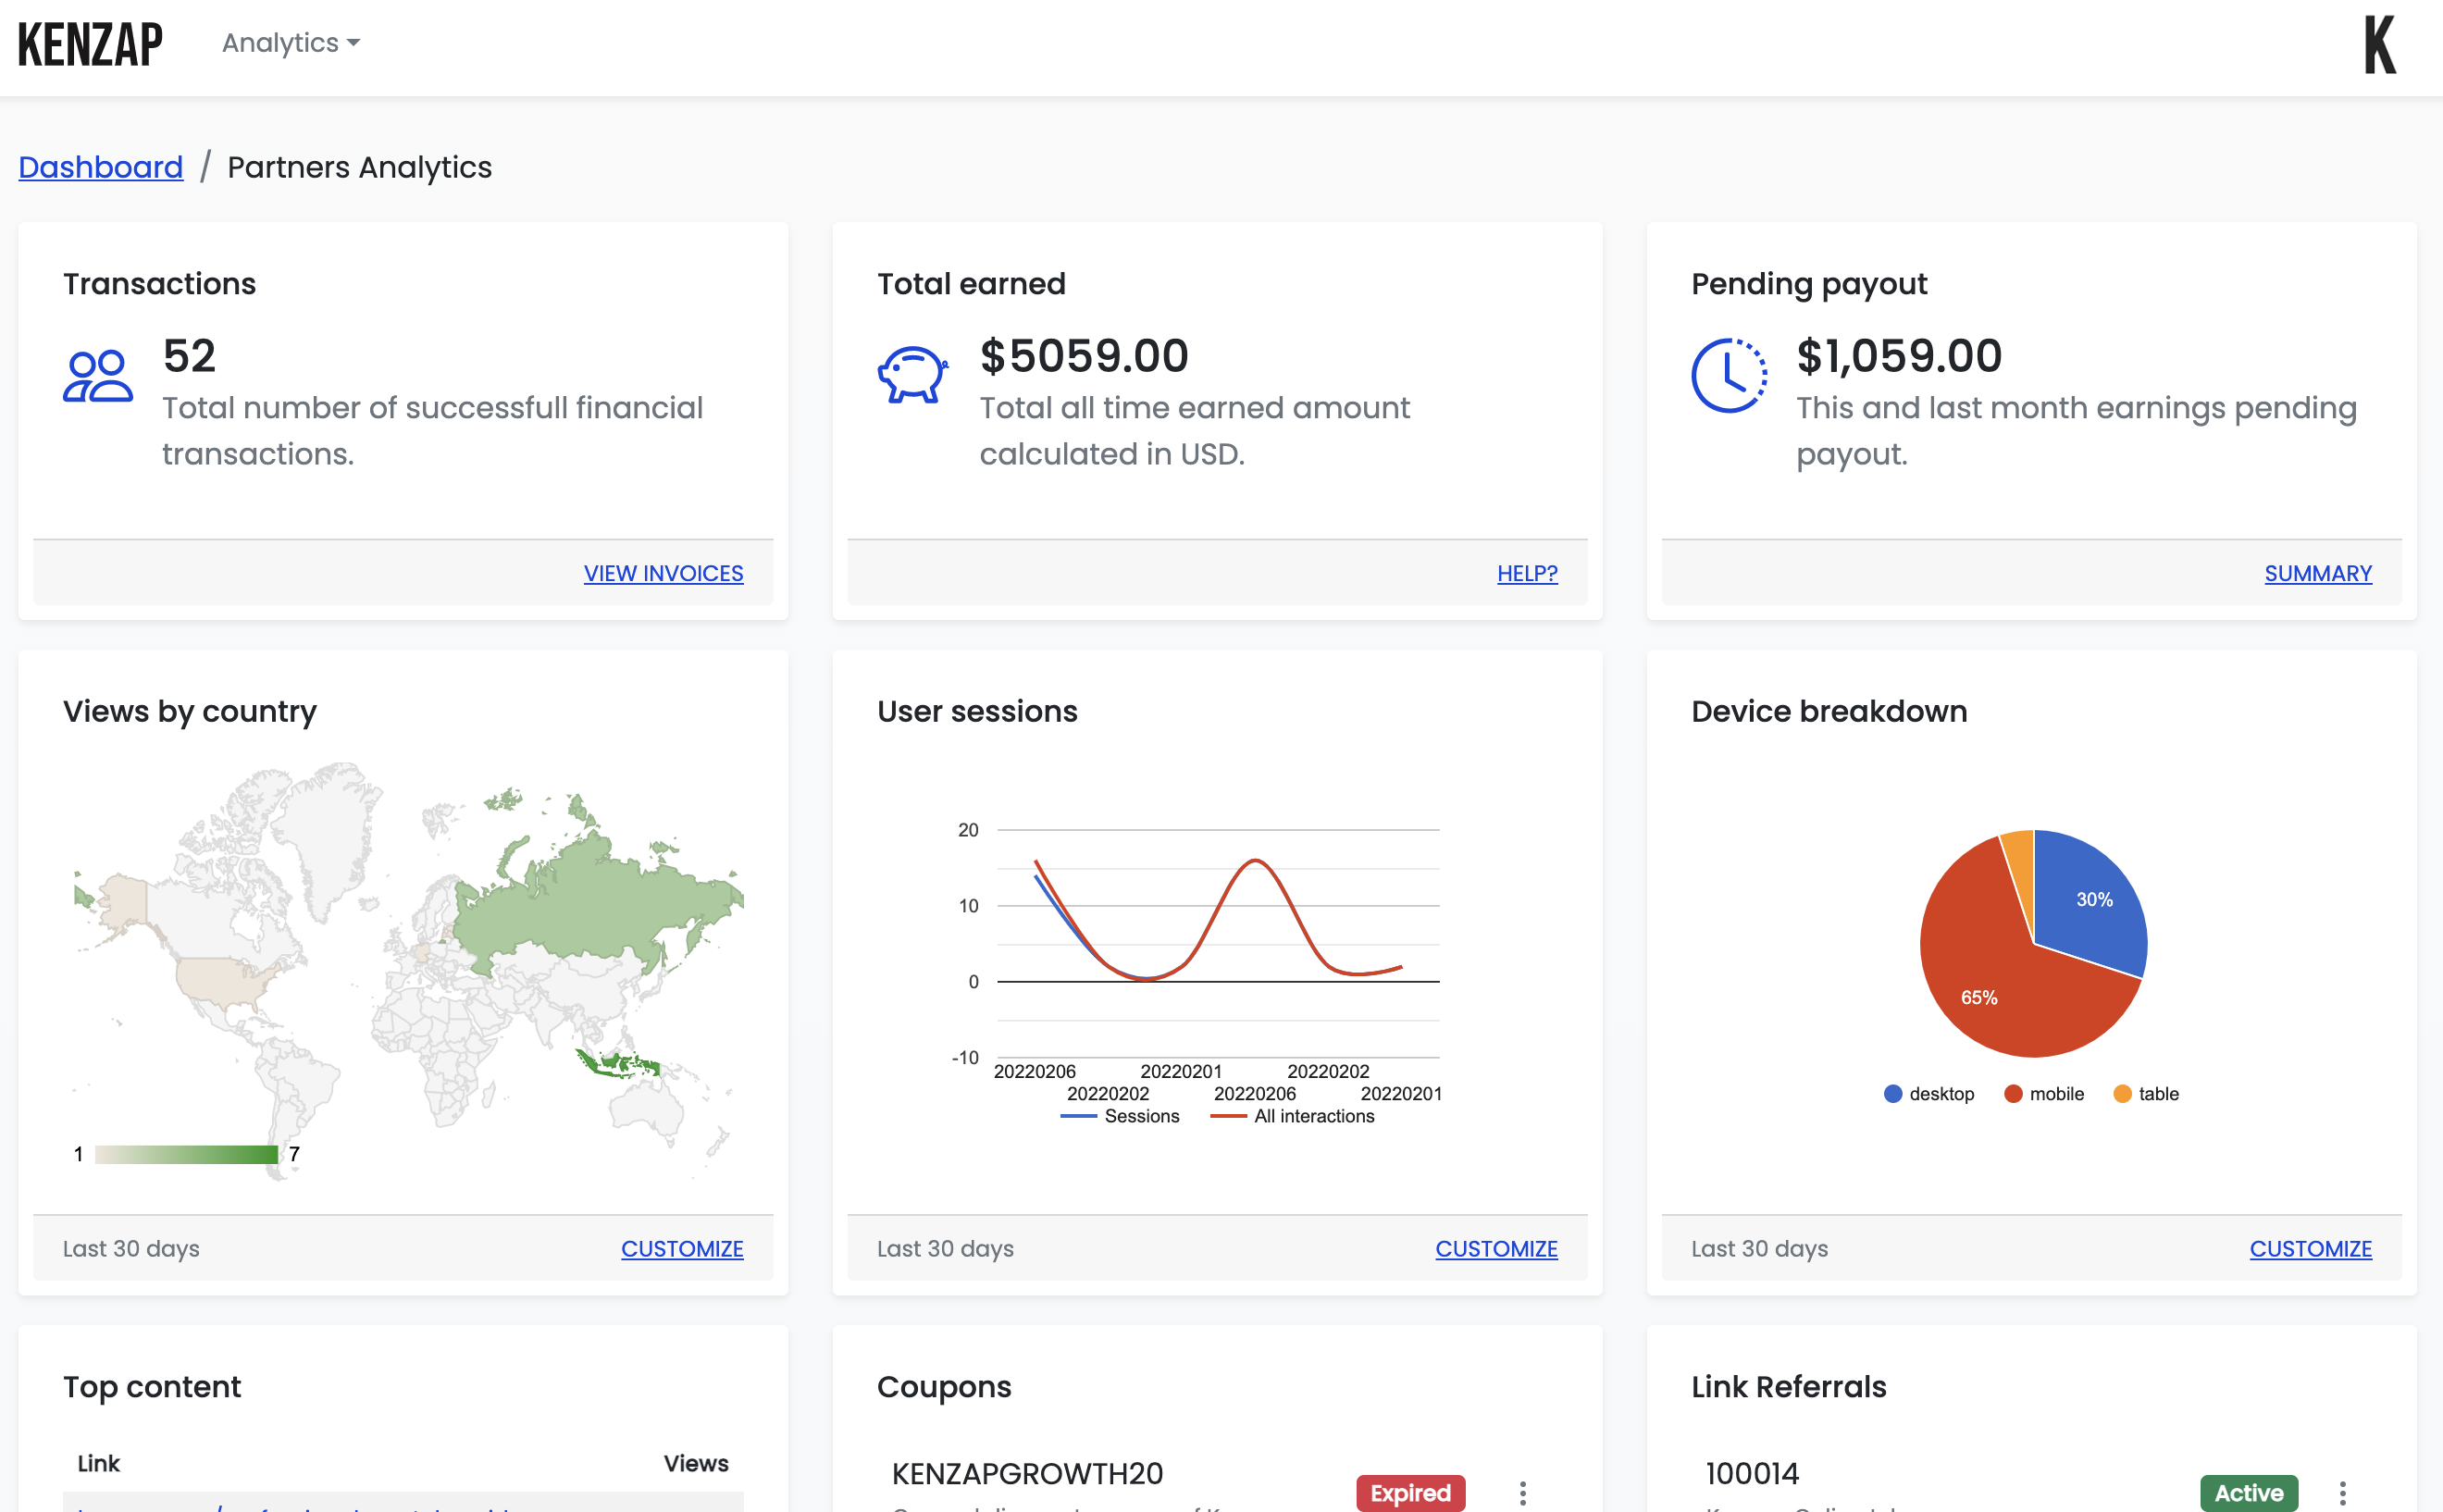 KENZAP
Analytics
K
Dashboard / Partners Analytics
Transactions
52
Total number of successfull financial
transactions.
VIEW INVOICES
Total earned
$5059.00
Total all time earned amount
calculated in USD.
HELP?
Pending payout
$1,059.00
This and last month earnings pending
payout.
SUMMARY
Views by country
1
7
Last 30 days
CUSTOMIZE
User sessions
20
10
0
-10
20220206
20220202
20220201
20220206
20220202
20220201
Sessions
All interactions
Last 30 days
CUSTOMIZE
Device breakdown
30%
65%
desktop
mobile
table
Last 30 days
CUSTOMIZE
Top content
Link
Views
Coupons
KENZAPGROWTH20
Expired
Link Referrals
100014
Active